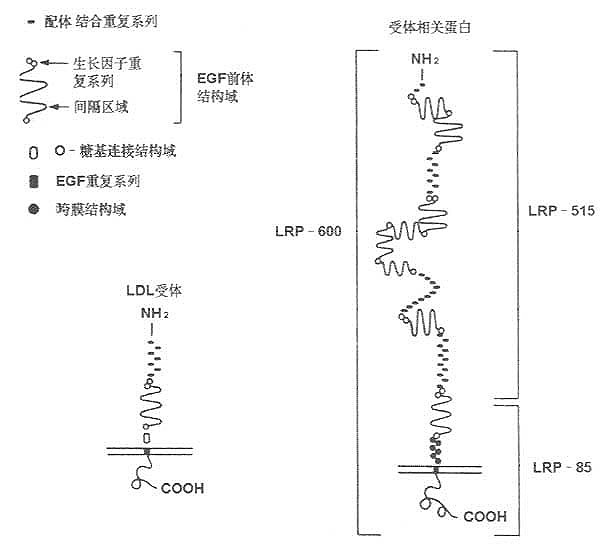 配体 结合重复系列
生长因子重
复系列
间隔区域
EGF前体
结构域
O-糖基连接结构域
EGF重复系列
跨膜结构域
LDL受体
NH₂
COOH
受体相关蛋白
NH₂
LRP-600
LRP-515
LRP-85
COOH